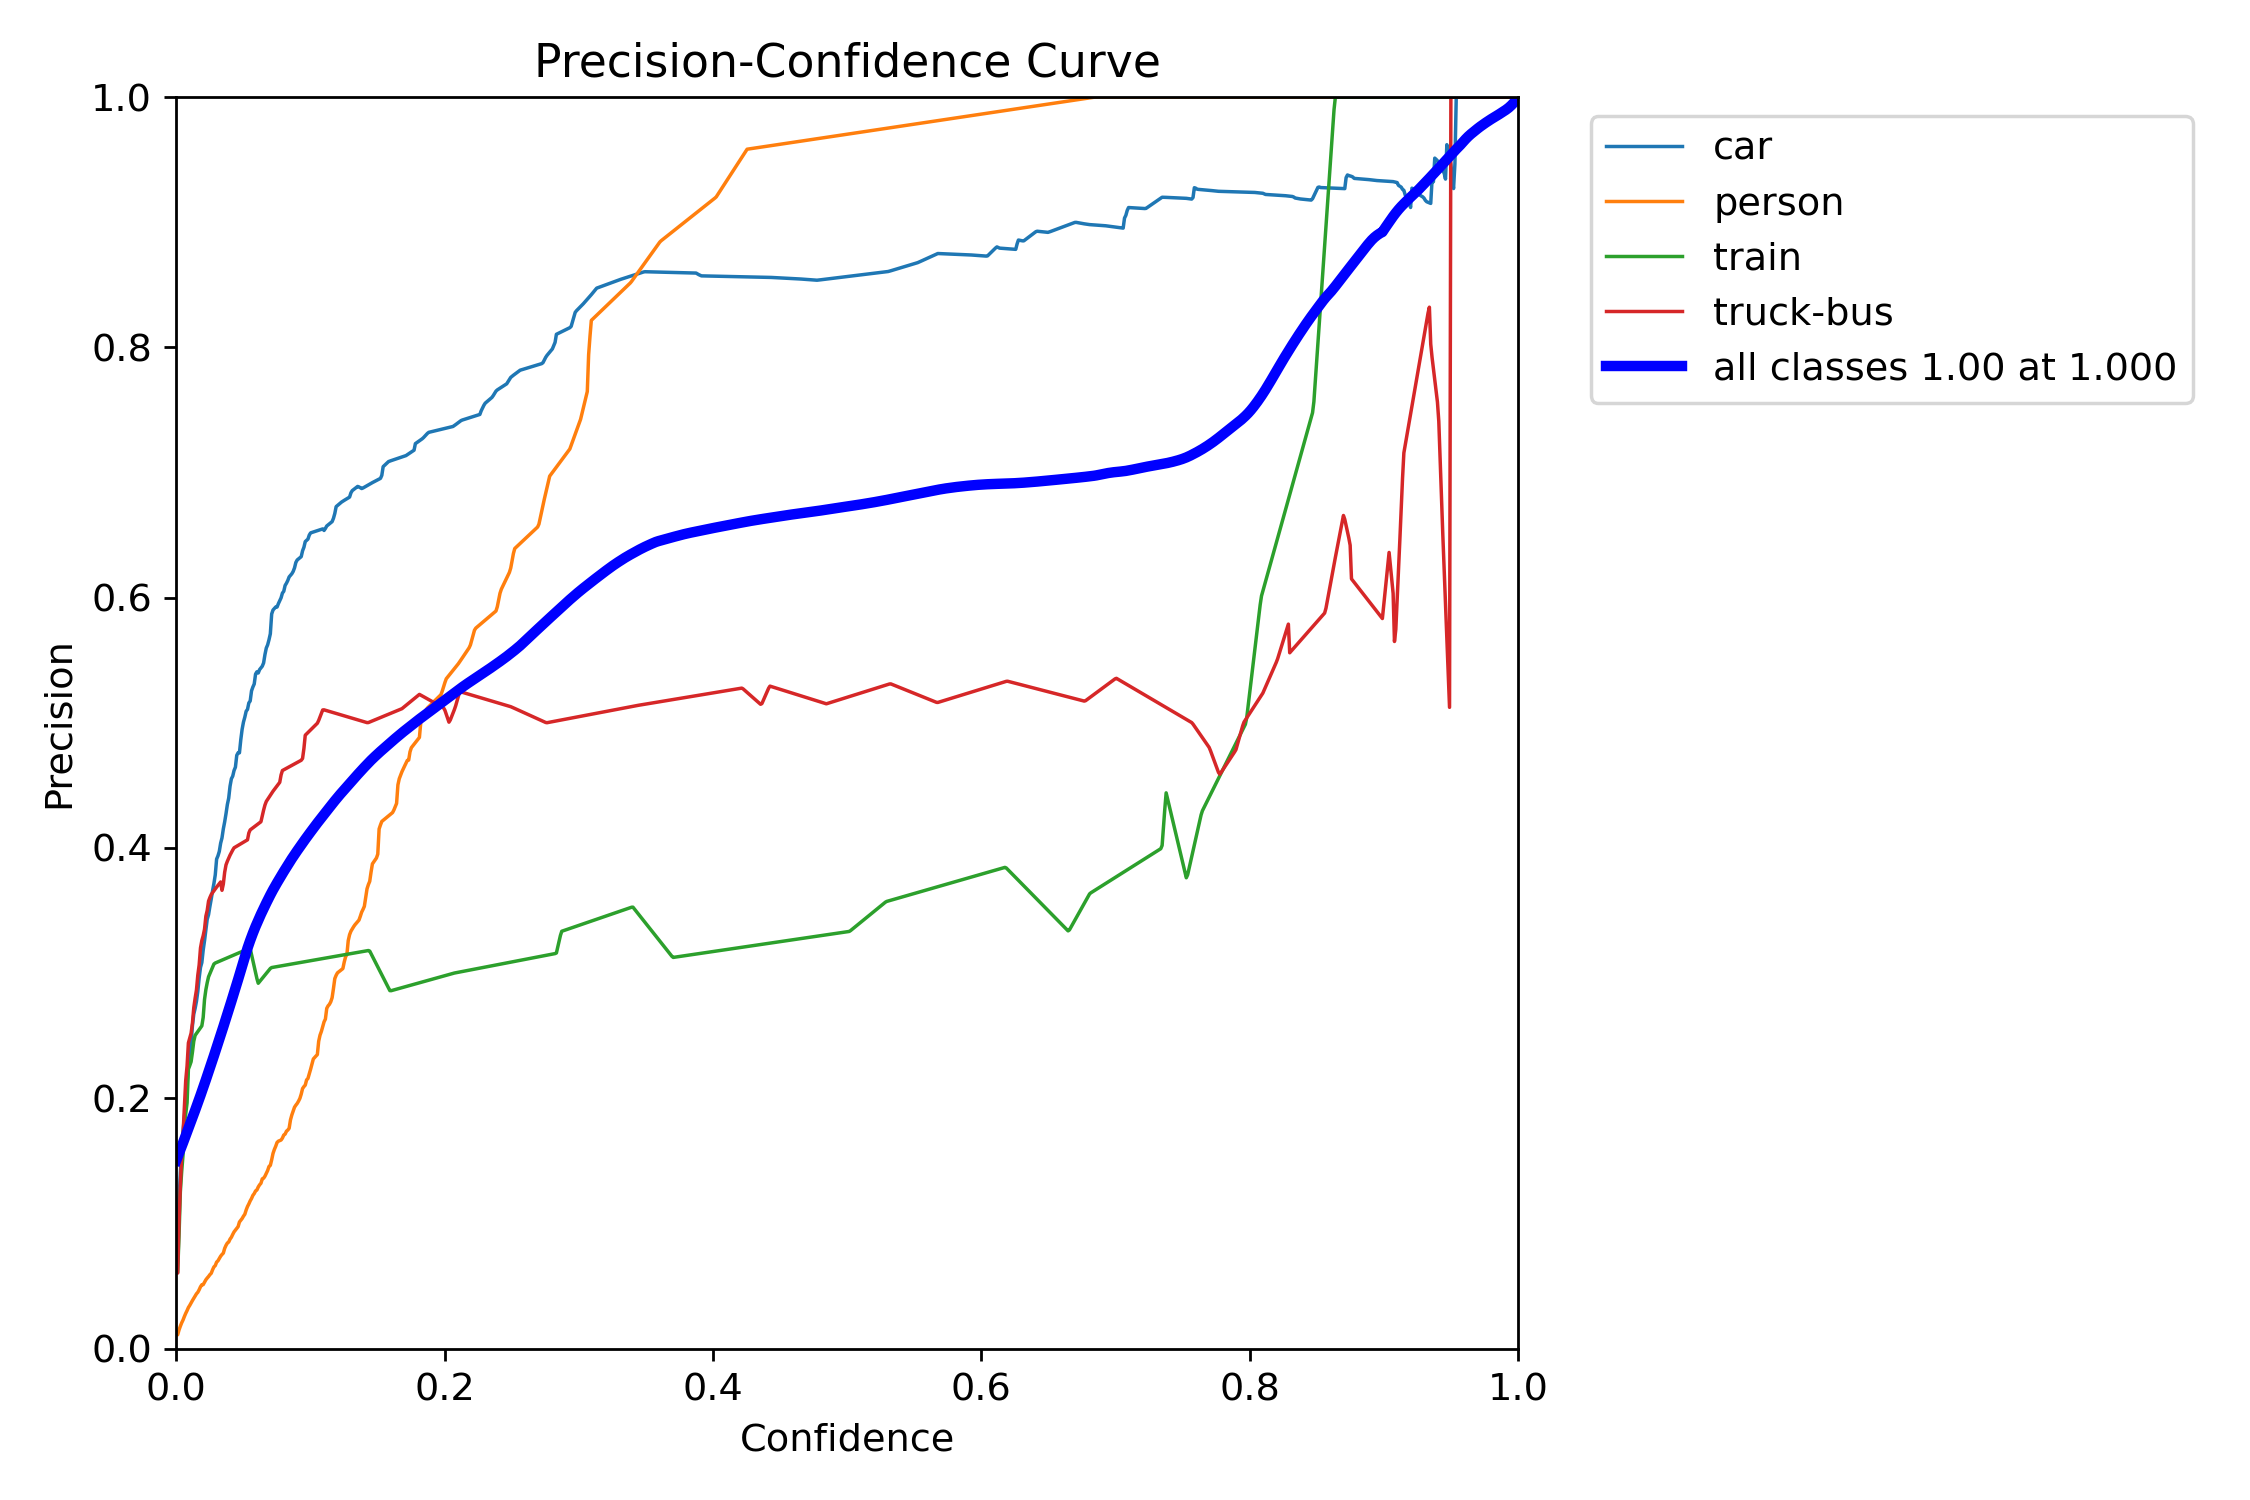 Precision-Confidence Curve
1.0
0.8
0.6
0.4
0.2
0.0
Precision
0.0 0.2 0.4 0.6 0.8 1.0
Confidence
car
person
train
truck-bus
all classes 1.00 at 1.000